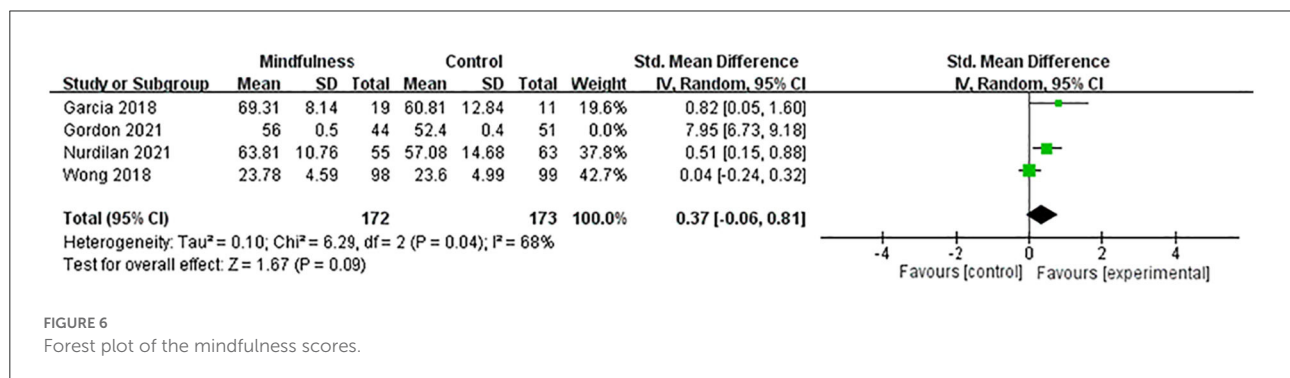 Mindfulness Control Std. Mean Difference Std. Mean Difference
Study or Subgroup Mean SD Total Mean SD Total Weight IV, Random, 95% CI IV, Random, 95% CI
Garcia 2018 69.31 8.14 19 60.81 12.84 11 19.6% 0.82 [0.05, 1.60]
Gordon 2021 56 0.5 44 52.4 0.4 51 0.0% 7.95 [6.73, 9.18]
Nurdilan 2021 63.81 10.76 55 57.08 14.68 63 37.8% 0.51 [0.15, 0.88]
Wong 2018 23.78 4.59 98 23.6 4.99 99 42.7% 0.04 [-0.24, 0.32]
Total (95% CI) 172 173 100.0% 0.37 [-0.06, 0.81]
Heterogeneity: Tau² = 0.10; Chi² = 6.29, df = 2 (P = 0.04); I² = 68%
Test for overall effect: Z = 1.67 (P = 0.09)
-4 -2 0 2 4
Favours [control] Favours [experimental]
FIGURE 6
Forest plot of the mindfulness scores.